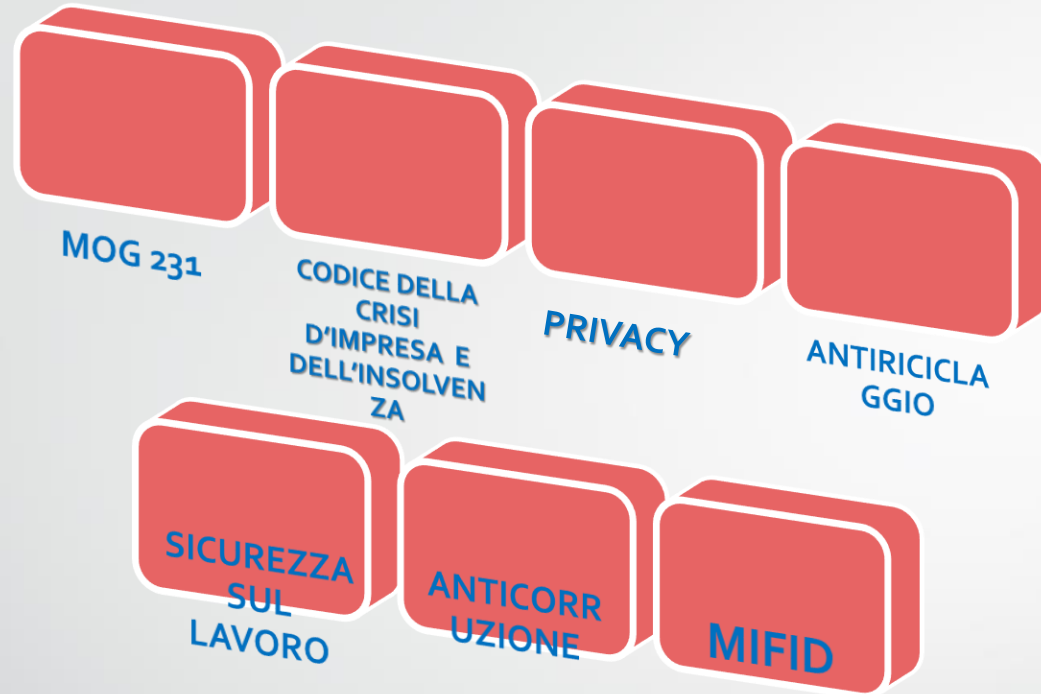 MOG 231
CODICE DELLA
CRISI
D'IMPRESA E
DELL'INSOLVEN
ZA
PRIVACY
ANTIRICICLA
GGIO
SICUREZZA
SUL
LAVORO
ANTICORR
UZIONE
MIFID